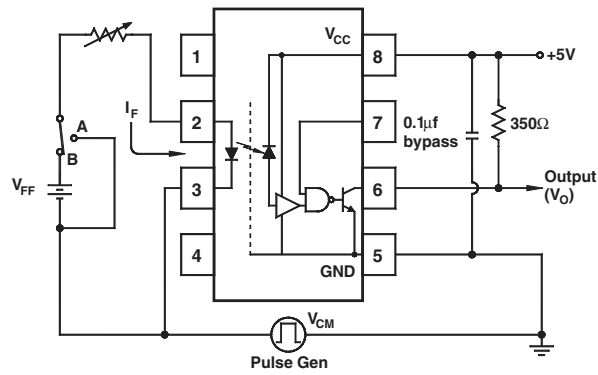 1
V_CC
8
+5V
A
B
I_F
2
7
0.1μf
bypass
350Ω
V_FF
3
6
Output
(V_O)
4
GND
5
V_CM
Pulse Gen